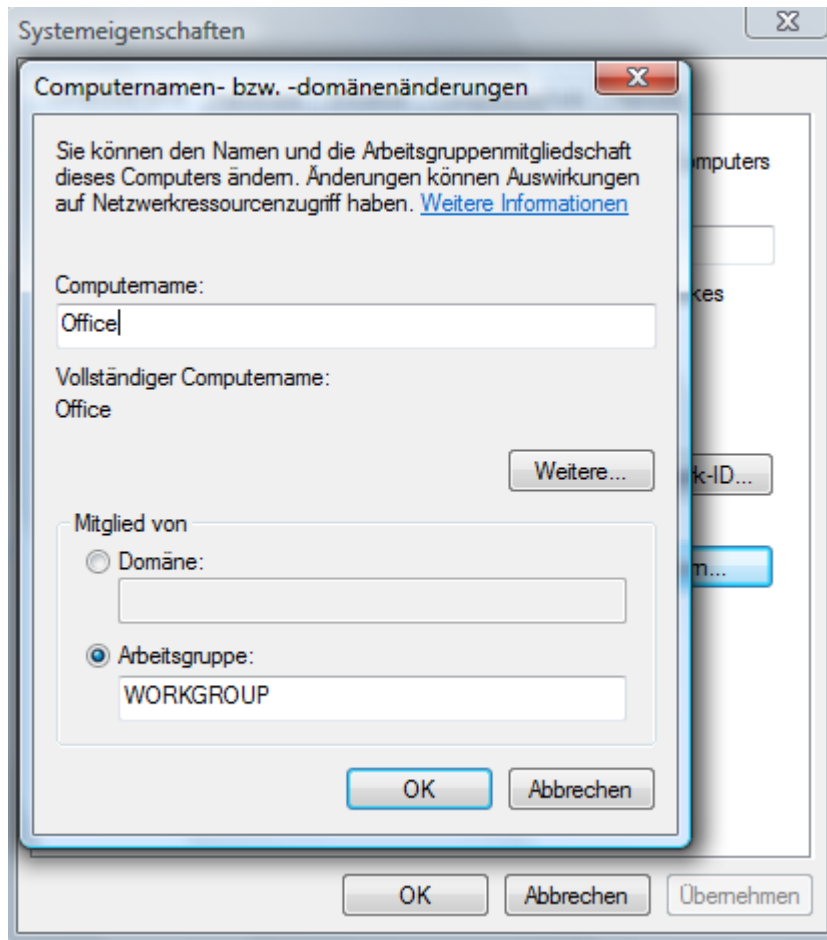 Systemeigenschaften
Computernamen- bzw. -domänenänderungen
Sie können den Namen und die Arbeitsgruppenmitgliedschaft
dieses Computers ändern. Änderungen können Auswirkungen
auf Netzwerkressourcenzugriff haben. Weitere Informationen
Computername:
Office
Vollständiger Computername:
Office
Weitere...
k-ID...
Mitglied von
Domäne:
Arbeitsgruppe:
WORKGROUP
OK
Abbrechen
OK
Abbrechen
Übernehmen